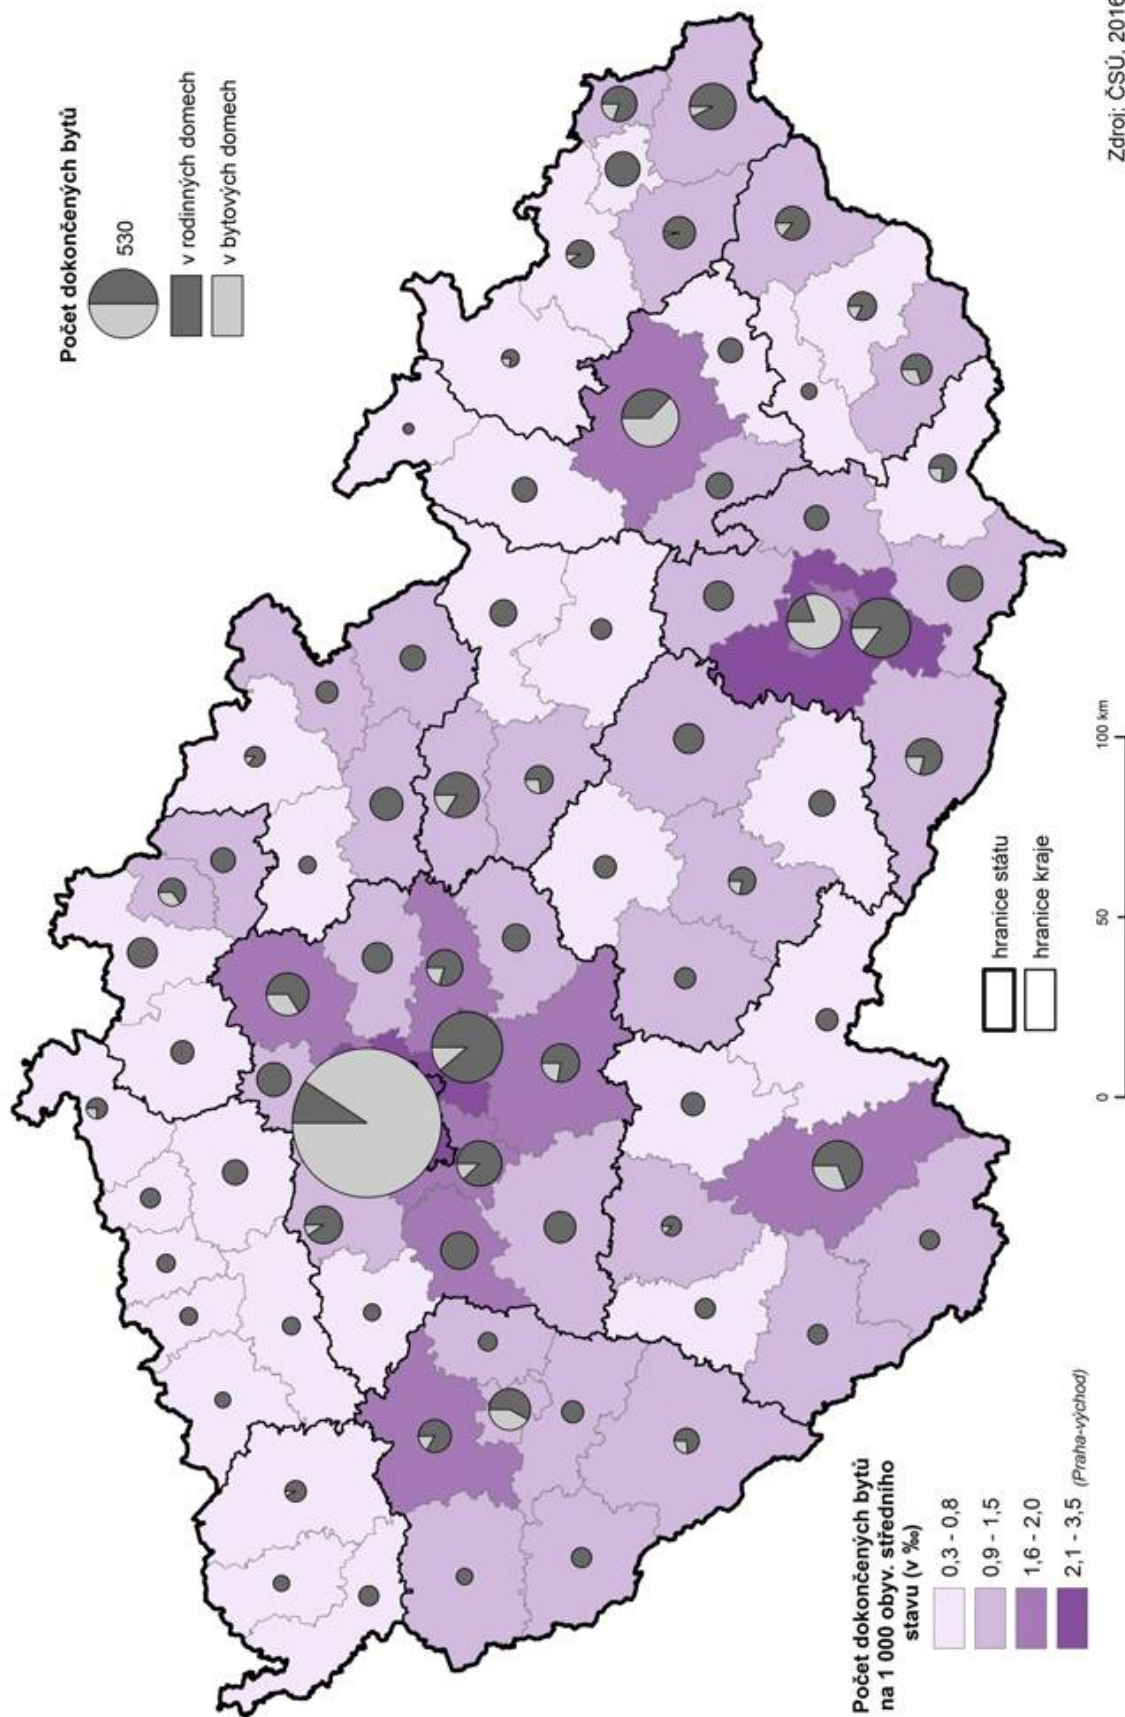 Počet dokončených bytů
530
v rodinných domech
v bytových domech
Počet dokončených bytů
na 1 000 obyv. středního
stavu (v ‰)
0,3 - 0,8
0,9 - 1,5
1,6 - 2,0
2,1 - 3,5 (Praha-východ)
hranice státu
hranice kraje
0 50 100 km
Zdroj: ČSÚ, 2016